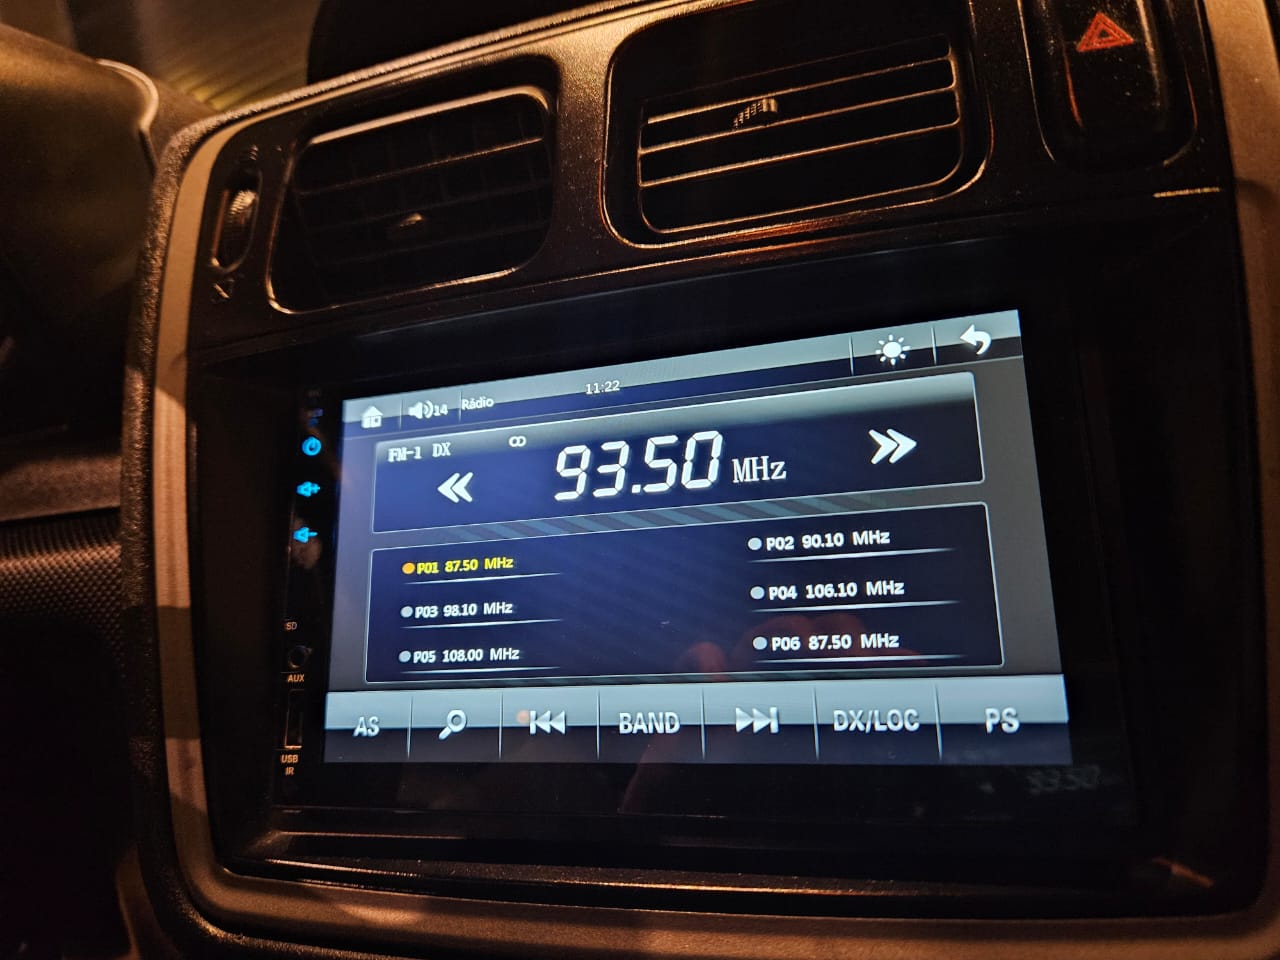 11:22
14 Rádio
FM-1 DX
93.50 MHz
P01 87.50 MHz
P02 90.10 MHz
P03 98.10 MHz
P04 106.10 MHz
P05 108.00 MHz
P06 87.50 MHz
SD
AUX
USB
IR
AS
BAND
DX/LOC
PS